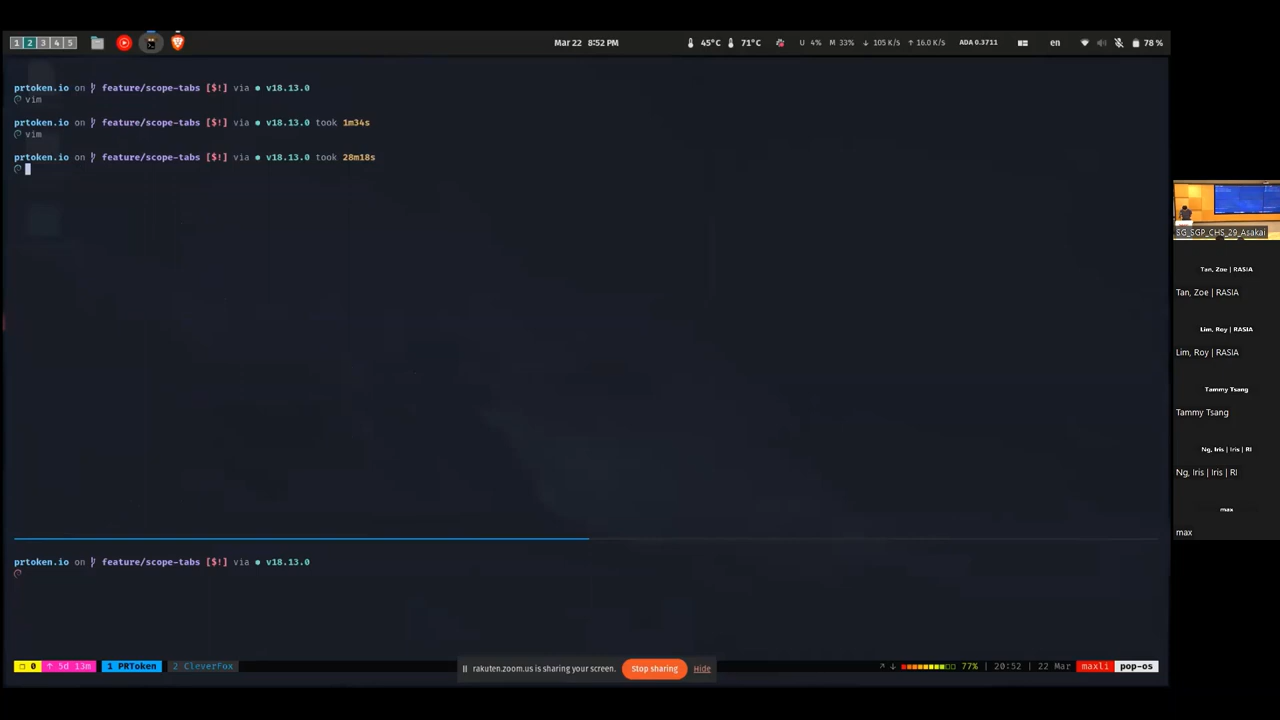 1 2 3 4 5
Mar 22 8:52 PM
45°C 71°C U 4% M 33% ↓ 105 K/s ↑ 16.0 K/s ADA 0.3711 en 78 %
prtoken.io on feature/scope-tabs [$!] via ● v18.13.0
vim
prtoken.io on feature/scope-tabs [$!] via ● v18.13.0 took 1m34s
vim
prtoken.io on feature/scope-tabs [$!] via ● v18.13.0 took 28m18s
prtoken.io on feature/scope-tabs [$!] via ● v18.13.0
❐ 0 ↑ 5d 13m 1 PRToken 2 CleverFox
rakuten.zoom.us is sharing your screen. Stop sharing Hide
77% | 20:52 | 22 Mar maxli pop-os
SG_SGP_CHS_29_Asakai
Tan, Zoe | RASIA
Tan, Zoe | RASIA
Lim, Roy | RASIA
Lim, Roy | RASIA
Tammy Tsang
Tammy Tsang
Ng, Iris | Iris | RI
Ng, Iris | Iris | RI
max
max